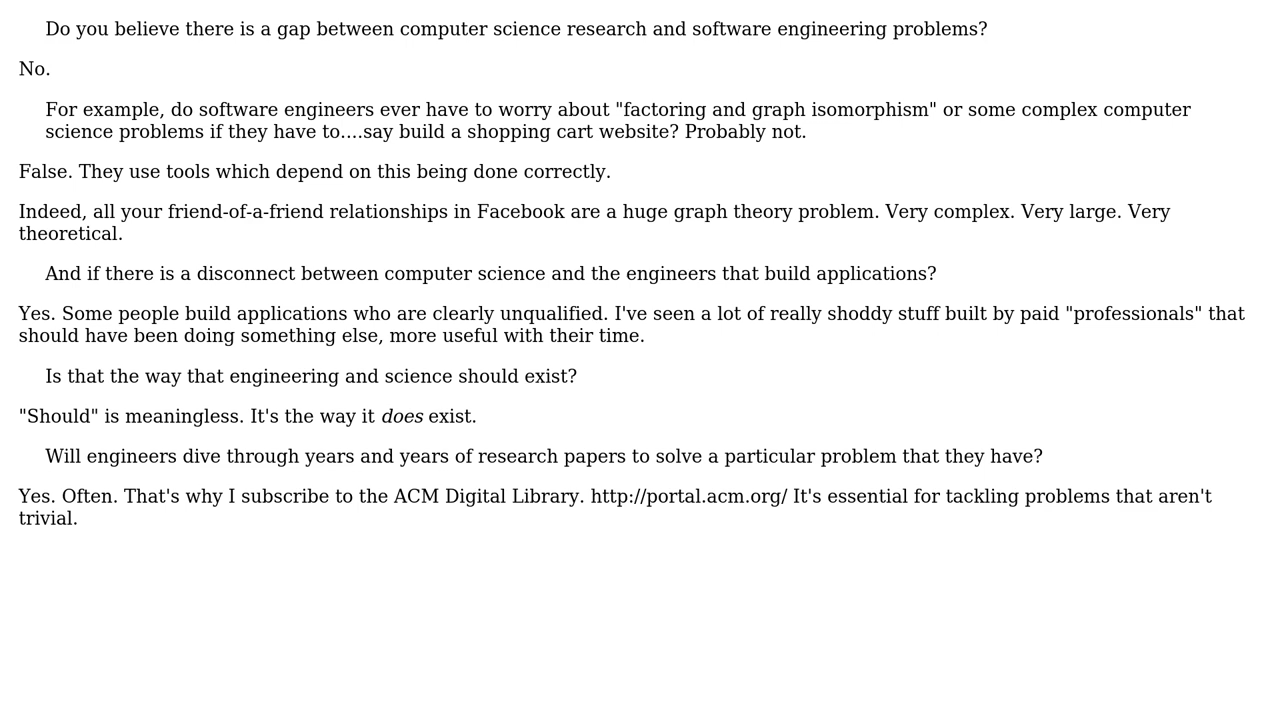 Do you believe there is a gap between computer science research and software engineering problems?
No.
For example, do software engineers ever have to worry about "factoring and graph isomorphism" or some complex computer
science problems if they have to....say build a shopping cart website? Probably not.
False. They use tools which depend on this being done correctly.
Indeed, all your friend-of-a-friend relationships in Facebook are a huge graph theory problem. Very complex. Very large. Very
theoretical.
And if there is a disconnect between computer science and the engineers that build applications?
Yes. Some people build applications who are clearly unqualified. I've seen a lot of really shoddy stuff built by paid "professionals" that
should have been doing something else, more useful with their time.
Is that the way that engineering and science should exist?
"Should" is meaningless. It's the way it does exist.
Will engineers dive through years and years of research papers to solve a particular problem that they have?
Yes. Often. That's why I subscribe to the ACM Digital Library. http://portal.acm.org/ It's essential for tackling problems that aren't
trivial.